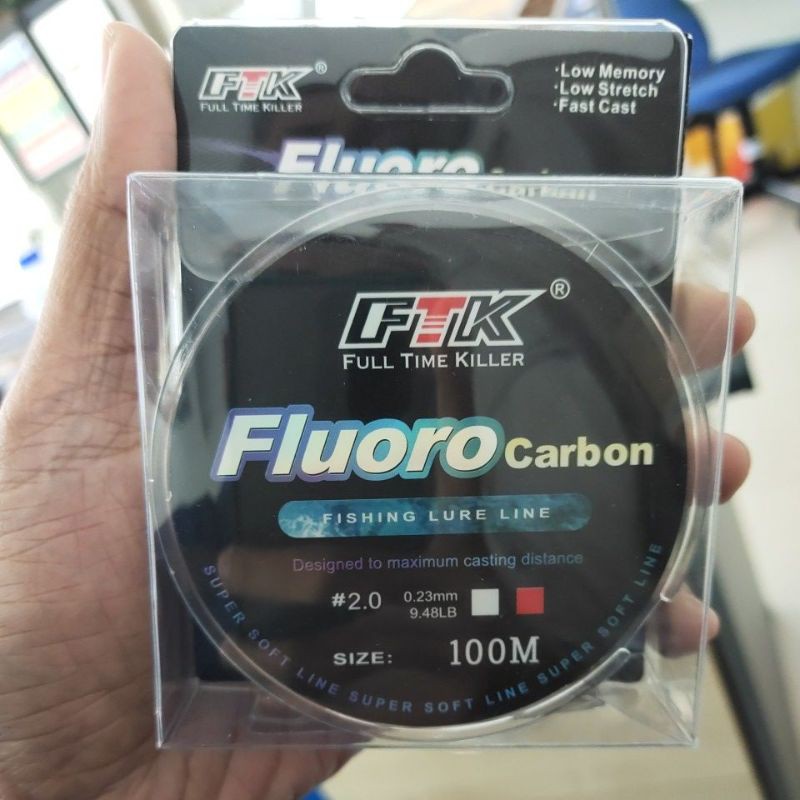 FTK®
FULL TIME KILLER
·Low Memory
·Low Stretch
·Fast Cast
Fluoro Carbon
FTK®
FULL TIME KILLER
Fluoro Carbon
FISHING LURE LINE
Designed to maximum casting distance
#2.0 0.23mm
9.48LB
SIZE: 100M
SUPER SOFT LINE SUPER SOFT LINE SUPER SOFT LINE